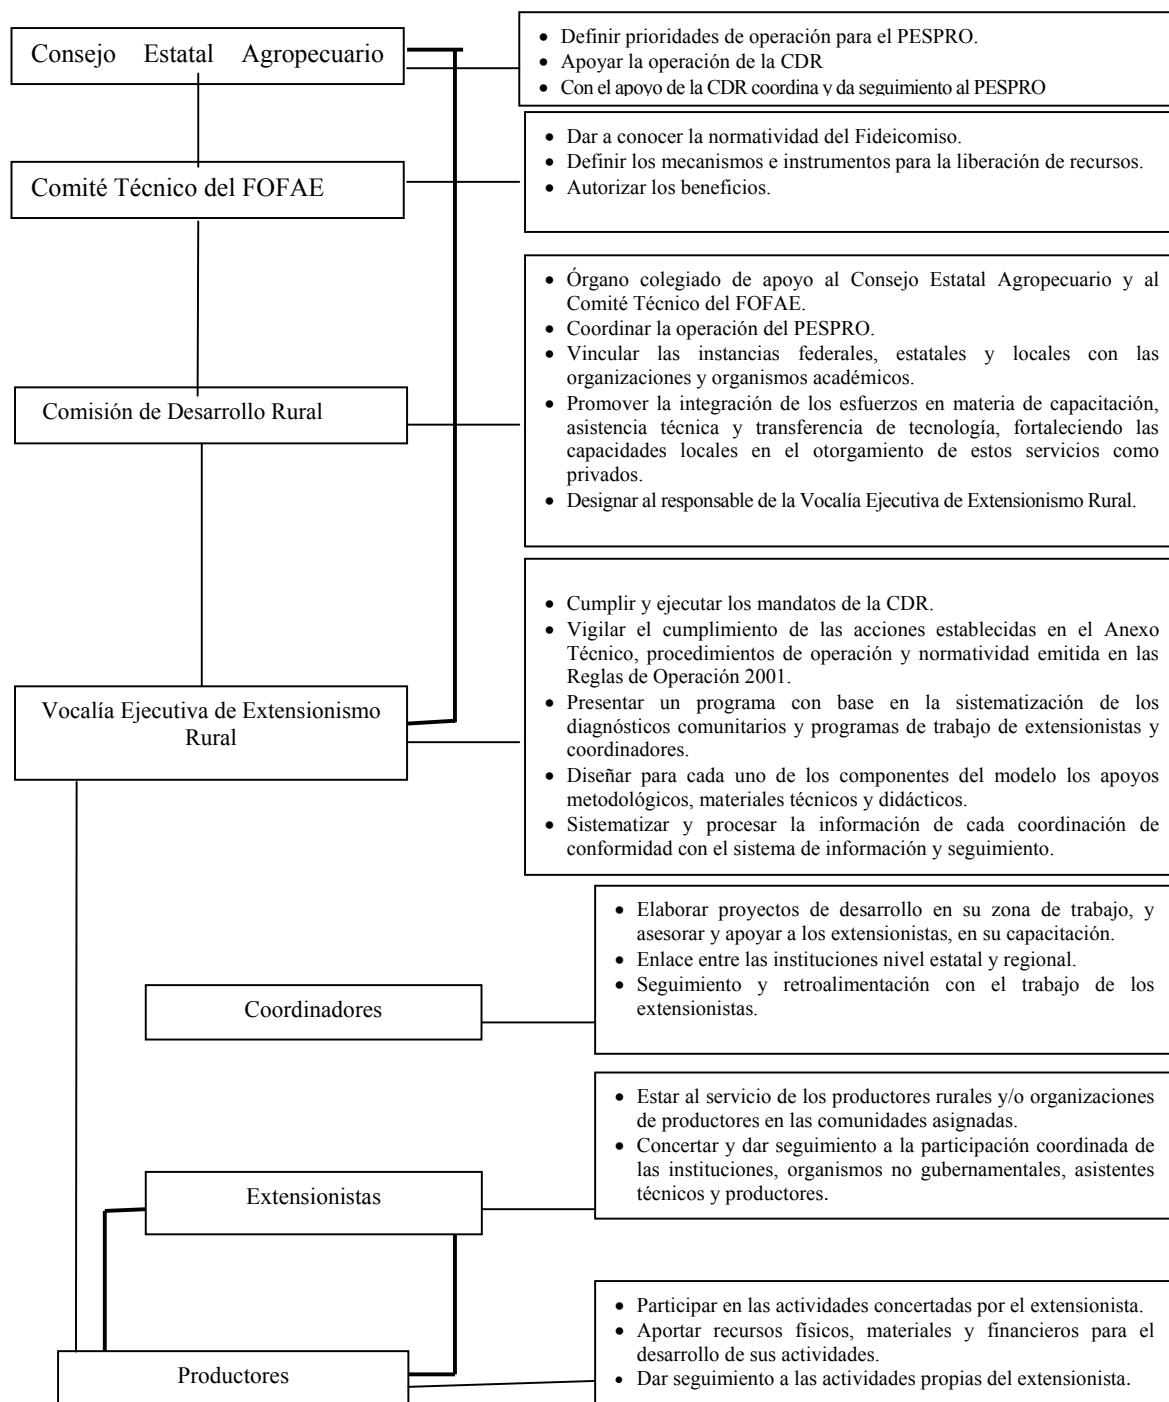 Consejo Estatal Agropecuario
• Definir prioridades de operación para el PESPRO.
• Apoyar la operación de la CDR
• Con el apoyo de la CDR coordina y da seguimiento al PESPRO
Comité Técnico del FOFAE
• Dar a conocer la normatividad del Fideicomiso.
• Definir los mecanismos e instrumentos para la liberación de recursos.
• Autorizar los beneficios.
Comisión de Desarrollo Rural
• Órgano colegiado de apoyo al Consejo Estatal Agropecuario y al
Comité Técnico del FOFAE.
• Coordinar la operación del PESPRO.
• Vincular las instancias federales, estatales y locales con las
organizaciones y organismos académicos.
• Promover la integración de los esfuerzos en materia de capacitación,
asistencia técnica y transferencia de tecnología, fortaleciendo las
capacidades locales en el otorgamiento de estos servicios como
privados.
• Designar al responsable de la Vocalía Ejecutiva de Extensionismo Rural.
Vocalía Ejecutiva de Extensionismo
Rural
• Cumplir y ejecutar los mandatos de la CDR.
• Vigilar el cumplimiento de las acciones establecidas en el Anexo
Técnico, procedimientos de operación y normatividad emitida en las
Reglas de Operación 2001.
• Presentar un programa con base en la sistematización de los
diagnósticos comunitarios y programas de trabajo de extensionistas y
coordinadores.
• Diseñar para cada uno de los componentes del modelo los apoyos
metodológicos, materiales técnicos y didácticos.
• Sistematizar y procesar la información de cada coordinación de
conformidad con el sistema de información y seguimiento.
Coordinadores
• Elaborar proyectos de desarrollo en su zona de trabajo, y
asesorar y apoyar a los extensionistas, en su capacitación.
• Enlace entre las instituciones nivel estatal y regional.
• Seguimiento y retroalimentación con el trabajo de los
extensionistas.
Extensionistas
• Estar al servicio de los productores rurales y/o organizaciones
de productores en las comunidades asignadas.
• Concertar y dar seguimiento a la participación coordinada de
las instituciones, organismos no gubernamentales, asistentes
técnicos y productores.
Productores
• Participar en las actividades concertadas por el extensionista.
• Aportar recursos físicos, materiales y financieros para el
desarrollo de sus actividades.
• Dar seguimiento a las actividades propias del extensionista.